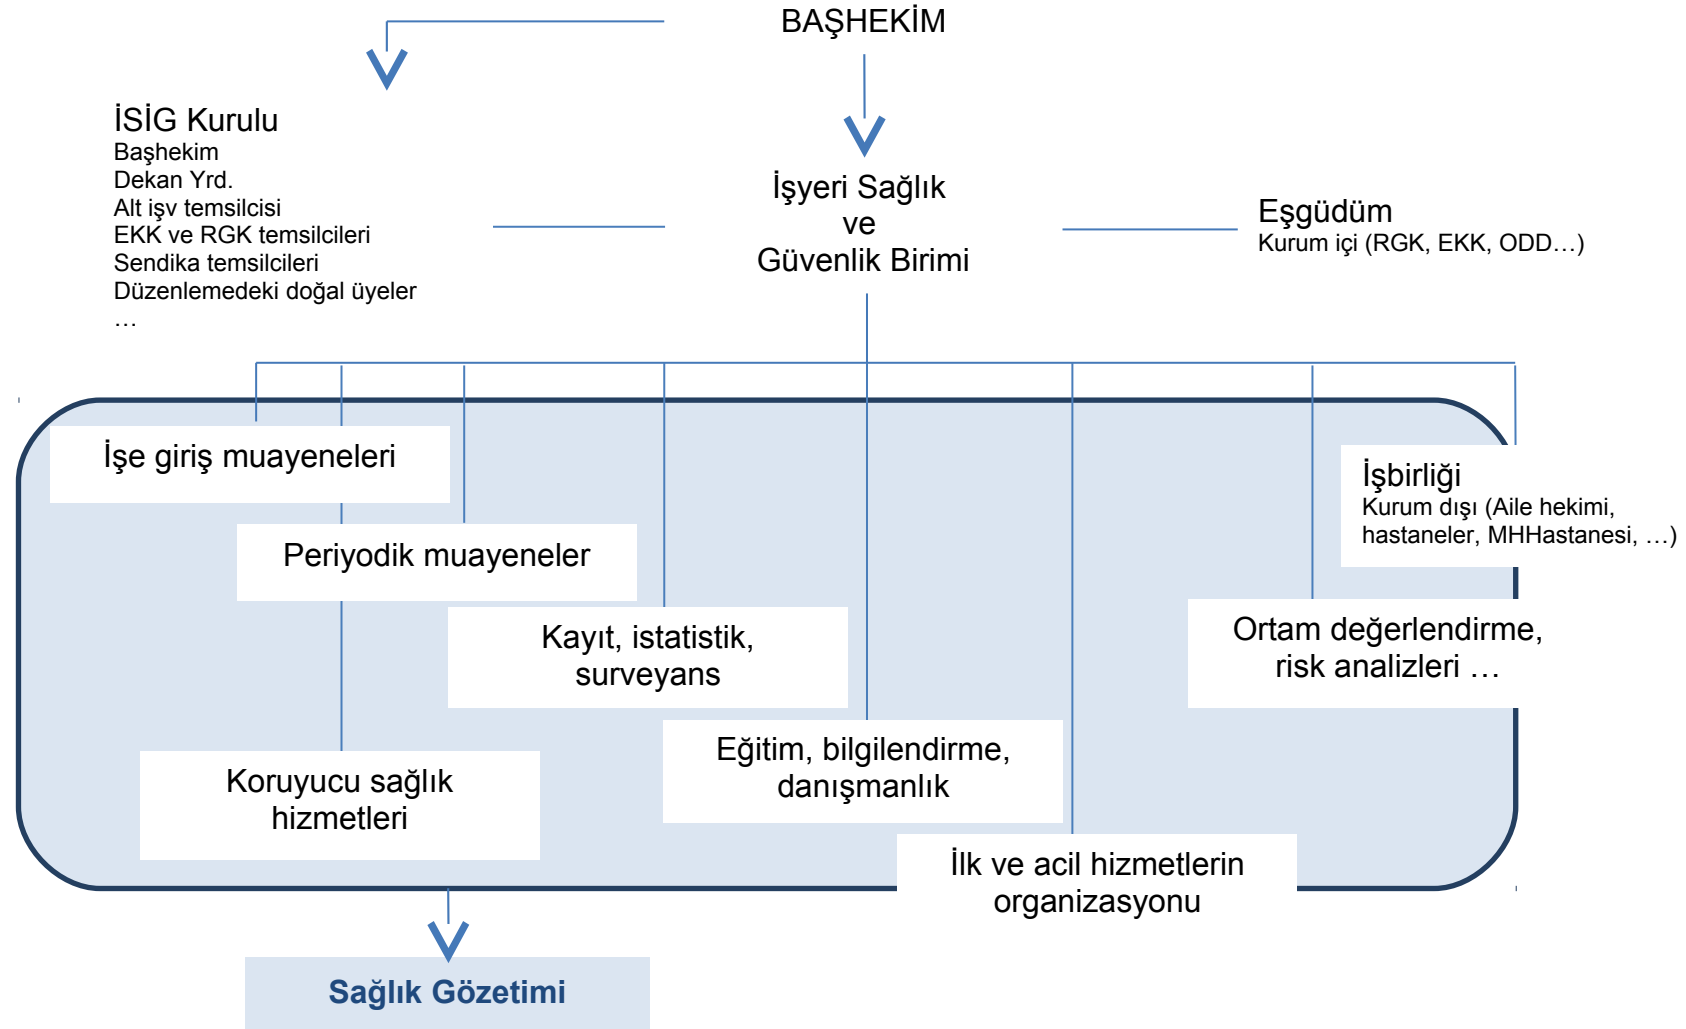 BAŞHEKİM
İSİG Kurulu
Başhekim
Dekan Yrd.
Alt işv temsilcisi
EKK ve RGK temsilcileri
Sendika temsilcileri
Düzenlemedeki doğal üyeler
…
İşyeri Sağlık
ve
Güvenlik Birimi
Eşgüdüm
Kurum içi (RGK, EKK, ODD…)
İşe giriş muayeneleri
İşbirliği
Kurum dışı (Aile hekimi,
hastaneler, MHHastanesi, …)
Periyodik muayeneler
Kayıt, istatistik,
surveyans
Ortam değerlendirme,
risk analizleri …
Koruyucu sağlık
hizmetleri
Eğitim, bilgilendirme,
danışmanlık
İlk ve acil hizmetlerin
organizasyonu
Sağlık Gözetimi